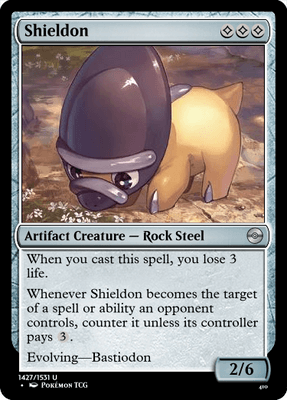 Shieldon
Artifact Creature — Rock Steel
When you cast this spell, you lose 3
life.
Whenever Shieldon becomes the target
of a spell or ability an opponent
controls, counter it unless its controller
pays 3.
Evolving—Bastiodon
2/6
1427/1531 U
• Pokémon TCG